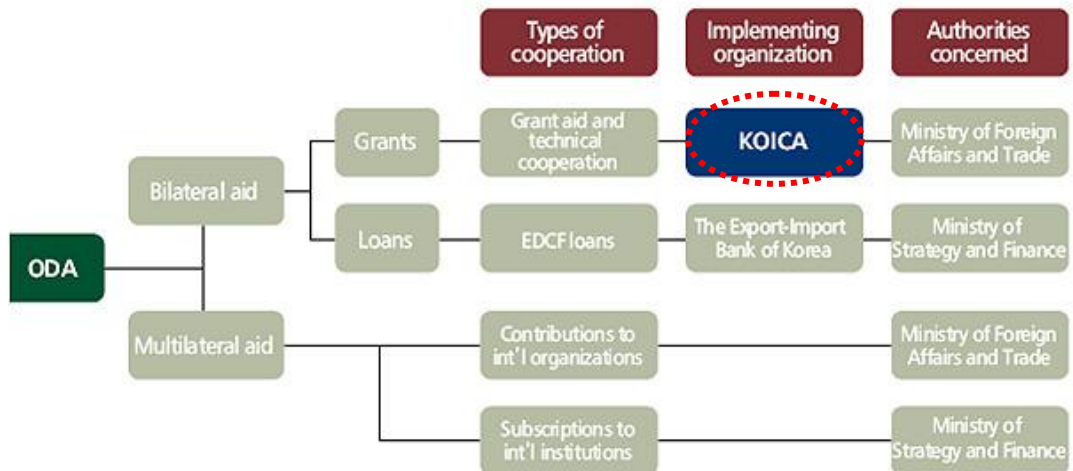 Types of
cooperation
Implementing
organization
Authorities
concerned
Grants
Grant aid and
technical
cooperation
KOICA
Ministry of Foreign
Affairs and Trade
Bilateral aid
Loans
EDCF loans
The Export-Import
Bank of Korea
Ministry of
Strategy and Finance
ODA
Multilateral aid
Contributions to
int'l organizations
Ministry of Foreign
Affairs and Trade
Subscriptions to
int'l institutions
Ministry of
Strategy and Finance